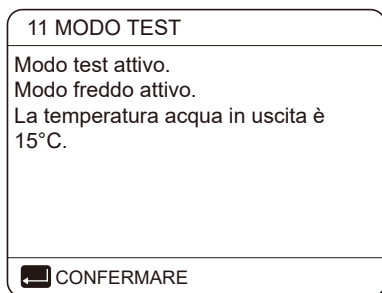 11 MODO TEST
Modo test attivo.
Modo freddo attivo.
La temperatura acqua in uscita è
15°C.
CONFERMARE